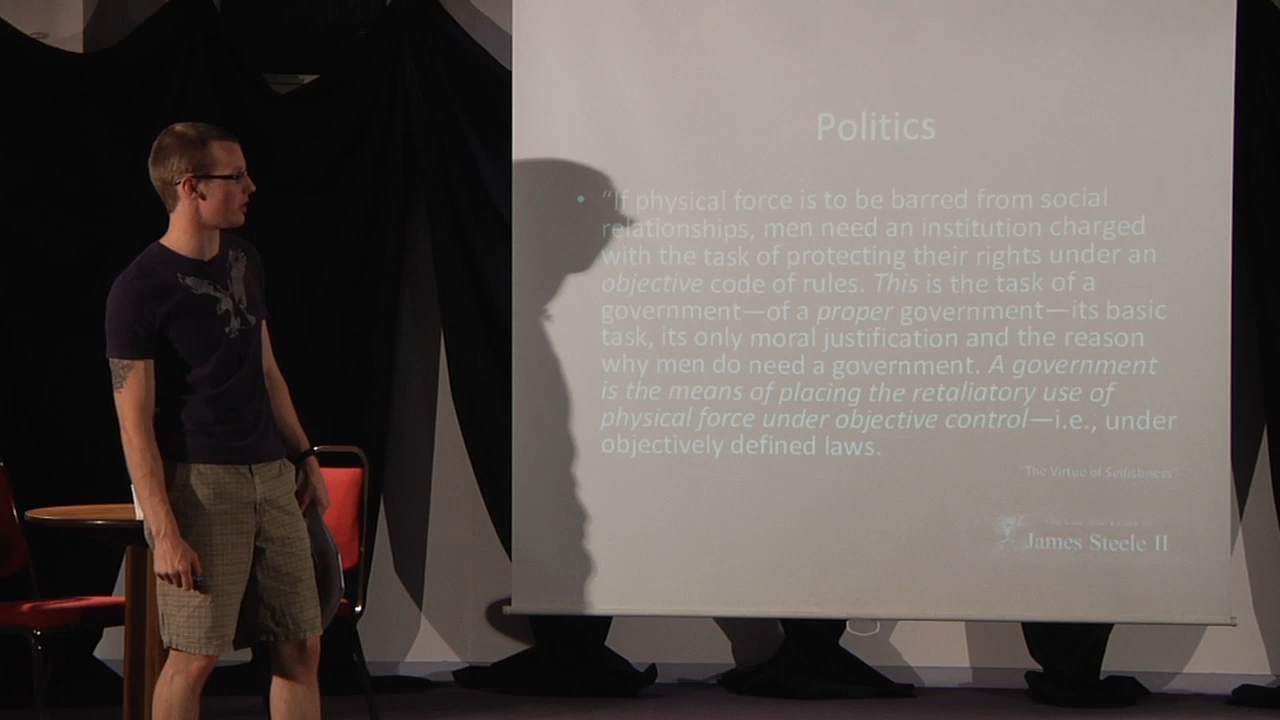 Politics
• “If physical force is to be barred from social
relationships, men need an institution charged
with the task of protecting their rights under an
objective code of rules. This is the task of a
government—of a proper government—its basic
task, its only moral justification and the reason
why men do need a government. A government
is the means of placing the retaliatory use of
physical force under objective control—i.e., under
objectively defined laws.
“The Virtue of Selfishness”
James Steele II